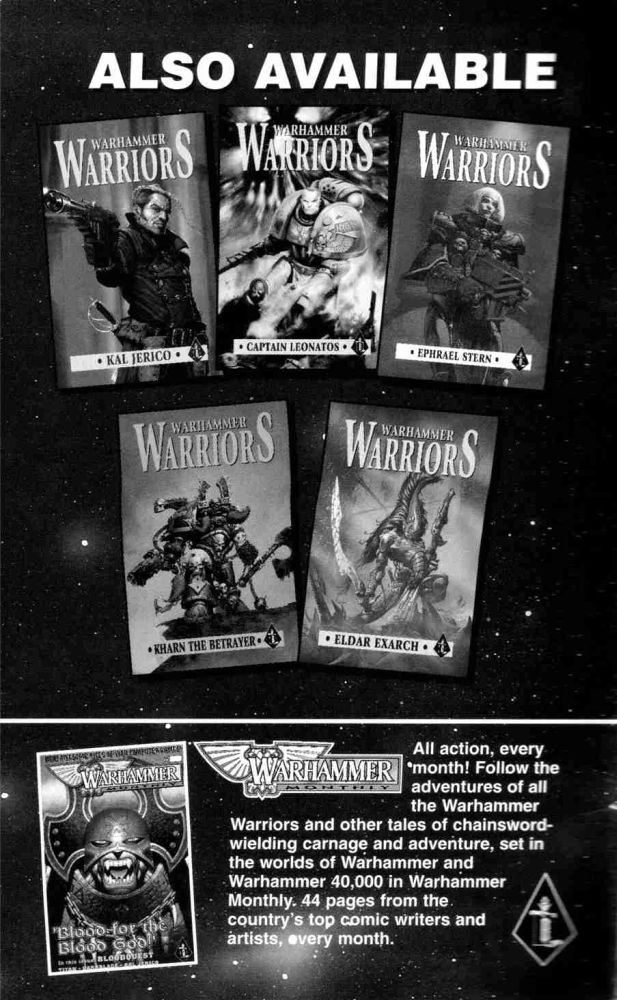 ALSO AVAILABLE
WARHAMMER
WARRIORS
• KAL JERICO •
WARHAMMER
WARRIORS
• CAPTAIN LEONATOS •
WARHAMMER
WARRIORS
• EPHRAEL STERN •
WARHAMMER
WARRIORS
• KHARN THE BETRAYER •
WARHAMMER
WARRIORS
• ELDAR EXARCH •
WARHAMMER
"Blood for the
Blood God!"
In this issue: BLOODQUEST
WARHAMMER
MONTHLY
All action, every
month! Follow the
adventures of all
the Warhammer
Warriors and other tales of chainsword-
wielding carnage and adventure, set in
the worlds of Warhammer and
Warhammer 40,000 in Warhammer
Monthly. 44 pages from the
country's top comic writers and
artists, every month.